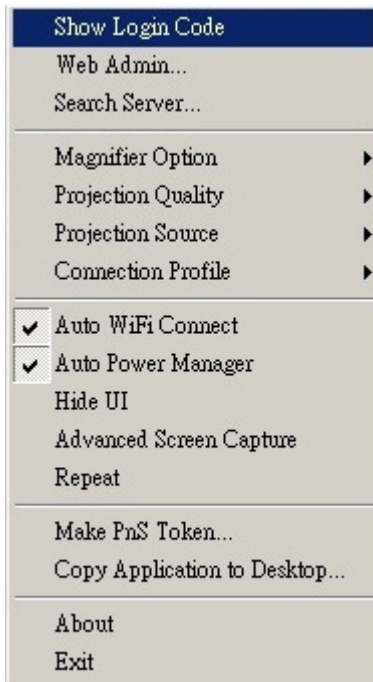 Show Login Code
Web Admin...
Search Server...
Magnifier Option
Projection Quality
Projection Source
Connection Profile
Auto WiFi Connect
Auto Power Manager
Hide UI
Advanced Screen Capture
Repeat
Make PnS Token...
Copy Application to Desktop...
About
Exit